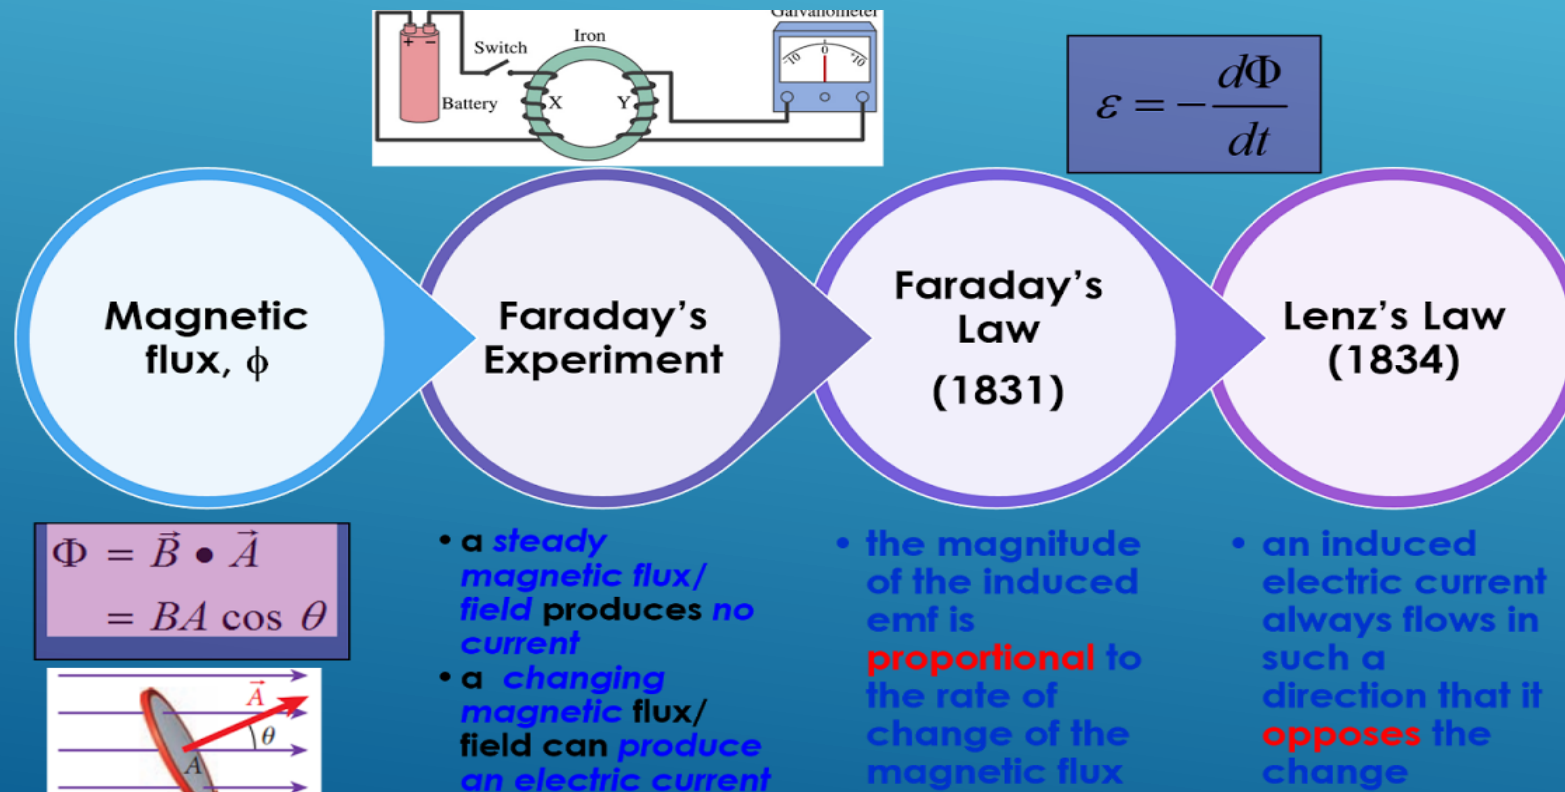 Galvanometer
Iron
Switch
Battery
+ −
X
Y
-10
0
+10
ε = − dΦ/dt
Magnetic
flux, ϕ
Faraday's
Experiment
Faraday's
Law
(1831)
Lenz's Law
(1834)
Φ = B⃗ • A⃗
= BA cos θ
A⃗
θ
A
• a steady
magnetic flux/
field produces no
current
• a changing
magnetic flux/
field can produce
an electric current
• the magnitude
of the induced
emf is
proportional to
the rate of
change of the
magnetic flux
• an induced
electric current
always flows in
such a
direction that it
opposes the
change